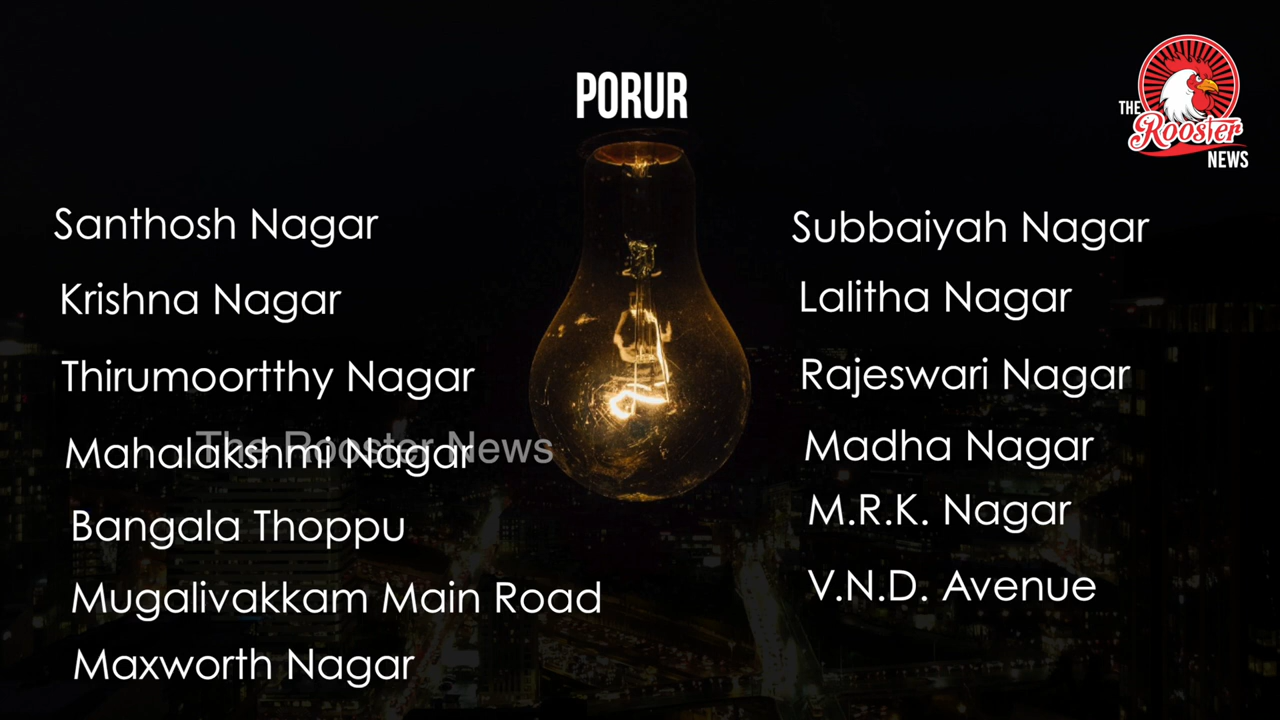 PORUR
THE
Rooster
NEWS
Santhosh Nagar
Krishna Nagar
Thirumoortthy Nagar
Mahalakshmi Nagar
The Rooster News
Bangala Thoppu
Mugalivakkam Main Road
Maxworth Nagar
Subbaiyah Nagar
Lalitha Nagar
Rajeswari Nagar
Madha Nagar
M.R.K. Nagar
V.N.D. Avenue